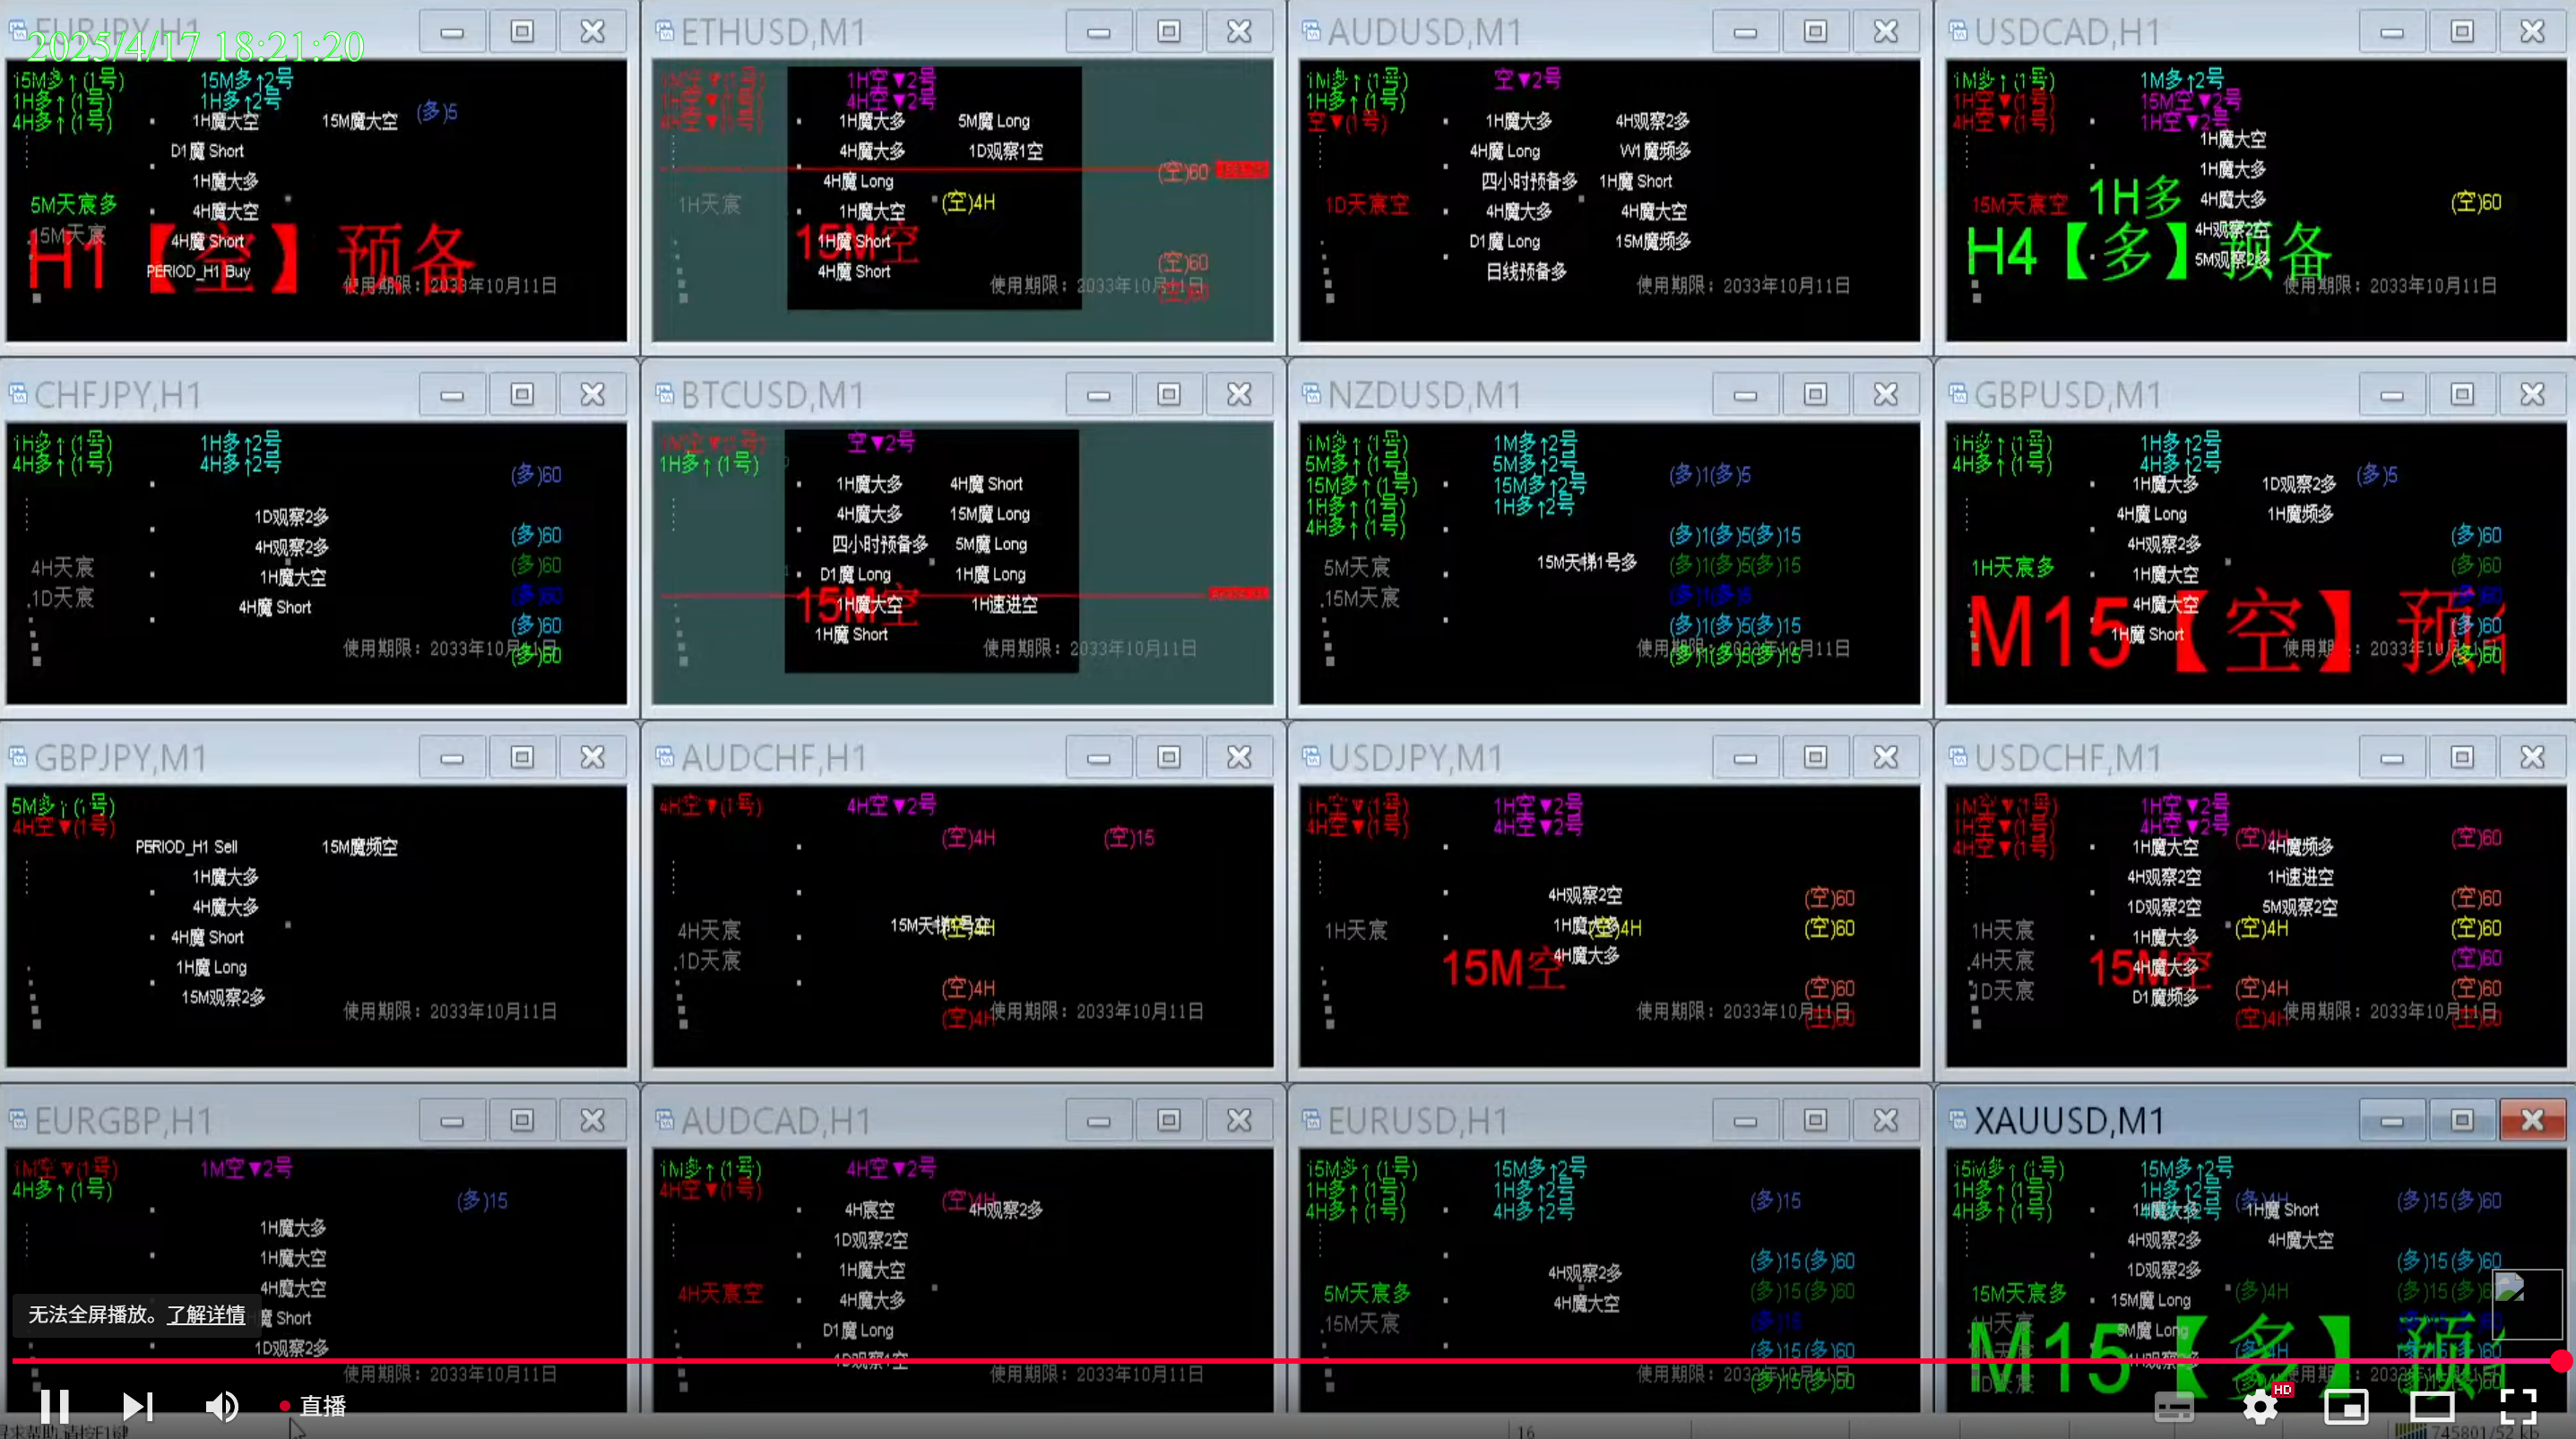 EURJPY,H1
2025/4/17 18:21:20
15M多↑(1号) 15M多↑2号
1H多↑(1号) 1H多↑2号
4H多↑(1号)
1H魔大空 15M魔大空 (多)5
D1魔 Short
1H魔大多
5M天宸多
4H魔大空
15M天宸
4H魔 Short
H1【空】预备
PERIOD_H1 Buy
使用期限：2033年10月11日
ETHUSD,M1
1H空▼2号
4H空▼(1号) 4H空▼2号
1H魔大多 5M魔 Long
4H魔大多 1D观察1空
(空)60
4H魔 Long
1H天宸
(空)4H
1H魔大空
15M空
1H魔 Short
(空)60
4H魔 Short
(空)60
使用期限：2033年10月11日
AUDUSD,M1
1M多↑(1号) 空▼2号
1H多↑(1号)
空▼(1号)
1H魔大多 4H观察2多
4H魔 Long W1魔频多
四小时预备多 1H魔 Short
1D天宸空
4H魔大多 4H魔大空
D1魔 Long 15M魔频多
日线预备多
使用期限：2033年10月11日
USDCAD,H1
1M多↑(1号) 1M多↑2号
1H空▼(1号) 15M空▼2号
4H空▼(1号) 1H空▼2号
1H魔大空
1H魔大多
1H多
4H魔大多
15M天宸空
(空)60
4H观察2空
H4【多】预备
5M观察2多
使用期限：2033年10月11日
CHFJPY,H1
1H多↑(1号) 1H多↑2号
4H多↑(1号) 4H多↑2号
(多)60
1D观察2多
(多)60
4H观察2多
4H天宸 (多)60
1H魔大空
1D天宸 (多)60
4H魔 Short
(多)60
使用期限：2033年10月11日
(多)60
BTCUSD,M1
空▼2号
1H多↑(1号)
1H魔大多 4H魔 Short
4H魔大多 15M魔 Long
四小时预备多 5M魔 Long
D1魔 Long 1H魔 Long
15M空
1H魔大空 1H速进空
1H魔 Short
使用期限：2033年10月11日
NZDUSD,M1
1M多↑(1号) 1M多↑2号
5M多↑(1号) 5M多↑2号
15M多↑(1号) 15M多↑2号
1H多↑(1号) 1H多↑2号
4H多↑(1号)
(多)1(多)5
(多)1(多)5(多)15
15M天梯1号多
5M天宸 (多)1(多)5(多)15
15M天宸 (多)1(多)5
(多)1(多)5(多)15
使用期限：2033年10月11日
(多)1(多)5(多)15
GBPUSD,M1
1H多↑(1号) 1H多↑2号
4H多↑(1号) 4H多↑2号
1H魔大多 1D观察2多 (多)5
4H魔 Long 1H魔频多
4H观察2多 (多)60
1H天宸多 (多)60
1H魔大空
4H魔大空
M15【空】预
1H魔 Short (多)60
使用期限：2033年10月11日
(多)60
GBPJPY,M1
5M多↑(1号)
4H空▼(1号)
PERIOD_H1 Sell 15M魔频空
1H魔大多
4H魔大多
4H魔 Short
1H魔 Long
15M观察2多
使用期限：2033年10月11日
AUDCHF,H1
4H空▼(1号) 4H空▼2号
(空)4H (空)15
15M天梯1号空
4H天宸 (空)4H
1D天宸
(空)4H
使用期限：2033年10月11日
(空)4H
USDJPY,M1
1H空▼(1号) 1H空▼2号
4H空▼(1号) 4H空▼2号
4H观察2空 (空)60
1H魔大多
1H天宸 (空)4H (空)60
4H魔大多
15M空
(空)60
使用期限：2033年10月11日
(空)60
USDCHF,M1
1M空▼(1号) 1H空▼2号
1H空▼(1号) 4H空▼2号
4H空▼(1号)
(空)4H (空)60
1H魔大空 4H魔频多
4H观察2空 1H速进空
1D观察2空 5M观察2空 (空)60
1H天宸 (空)4H (空)60
1H魔大多
4H天宸 (空)60
15M空
4H魔大多
1D天宸 D1魔频多
(空)4H (空)60
使用期限：2033年10月11日
(空)4H (空)60
EURGBP,H1
1M空▼(1号) 1M空▼2号
4H多↑(1号)
(多)15
1H魔大多
1H魔大空
4H魔大空
无法全屏播放。了解详情
魔 Short
1D观察2多
使用期限：2033年10月11日
AUDCAD,H1
1M多↑(1号) 4H空▼2号
4H空▼(1号)
4H宸空 (空)4H 4H观察2多
1D观察2空
1H魔大空
4H天宸空
4H魔大多
D1魔 Long
1D观察1空
使用期限：2033年10月11日
EURUSD,H1
15M多↑(1号) 15M多↑2号
1H多↑(1号) 1H多↑2号
4H多↑(1号) 4H多↑2号
(多)15
(多)15(多)60
4H观察2多
5M天宸多 (多)15(多)60
4H魔大空
15M天宸 (多)15
(多)15(多)60
使用期限：2033年10月11日
(多)15(多)60
XAUUSD,M1
15M多↑(1号) 15M多↑2号
1H多↑(1号) 1H多↑2号
4H多↑(1号) 4H多↑2号
(多)4H (多)15(多)60
1H魔大多 1H魔 Short
4H观察2多 4H魔大空
1D观察2多 (多)15(多)60
15M天宸多 (多)4H
15M魔 Long
5M魔 Long
M15【多】预
直播
HD
16
745801/52 kb